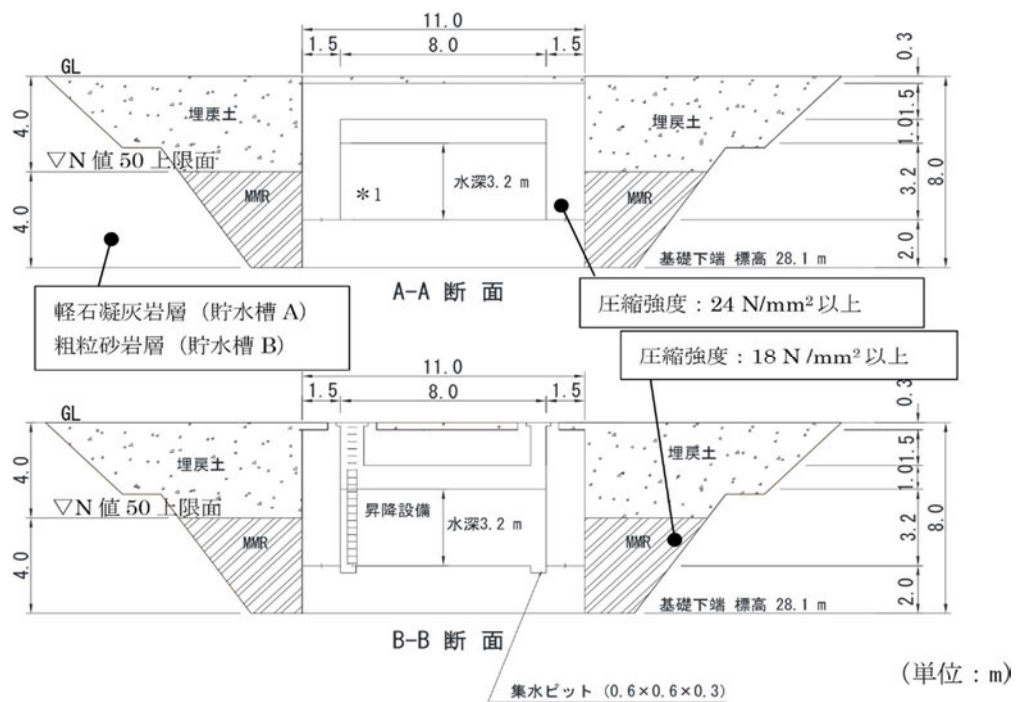 11.0
1.5 8.0 1.5
0.3
GL
4.0
埋戻土
埋戻土
1.5
1.0
▽N 値 50 上限面
水深3.2 m
3.2
8.0
4.0
MMR
*1
MMR
2.0
基礎下端 標高 28.1 m
A-A 断 面
軽石凝灰岩層（貯水槽 A）
粗粒砂岩層（貯水槽 B）
圧縮強度：24 N/mm²以上
圧縮強度：18 N /mm²以上
11.0
1.5 8.0 1.5
0.3
GL
4.0
埋戻土
埋戻土
1.5
1.0
▽N 値 50 上限面
昇降設備
水深3.2 m
3.2
8.0
4.0
MMR
MMR
2.0
基礎下端 標高 28.1 m
B-B 断 面
(単位：m)
集水ピット (0.6×0.6×0.3)